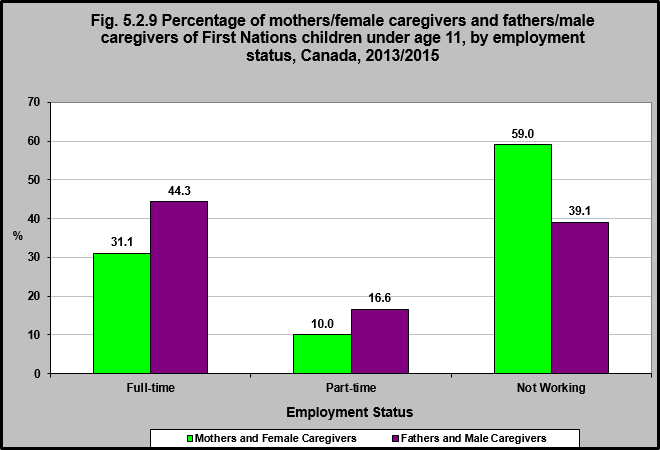 Fig. 5.2.9 Percentage of mothers/female caregivers and fathers/male
caregivers of First Nations children under age 11, by employment
status, Canada, 2013/2015
70
60
50
40
30
20
10
0
%
31.1
44.3
10.0
16.6
59.0
39.1
Full-time
Part-time
Not Working
Employment Status
Mothers and Female Caregivers
Fathers and Male Caregivers